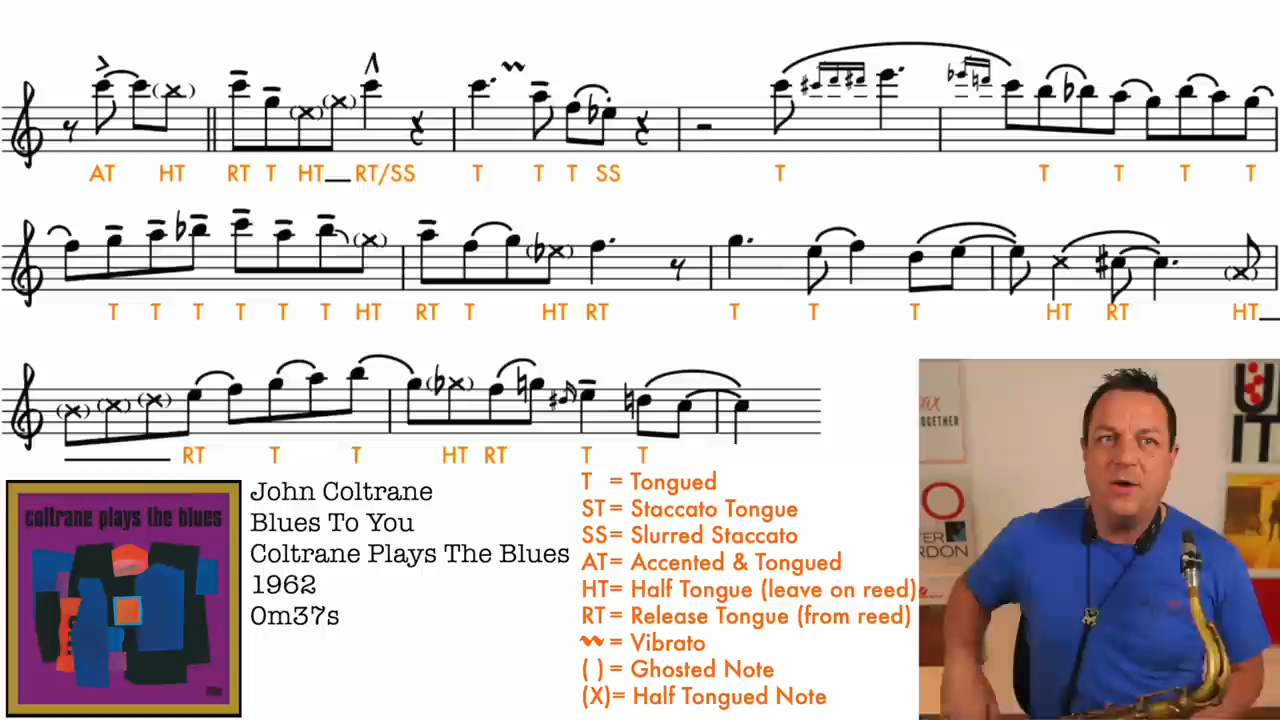 AT HT RT T HT RT/SS T T T SS T T T T T
T T T T T T HT RT T HT RT T T T HT RT HT
RT T T HT RT T T
coltrane plays the blues
John Coltrane
Blues To You
Coltrane Plays The Blues
1962
0m37s
T = Tongued
ST= Staccato Tongue
SS= Slurred Staccato
AT= Accented & Tongued
HT= Half Tongue (leave on reed)
RT= Release Tongue (from reed)
= Vibrato
( )= Ghosted Note
(X)= Half Tongued Note